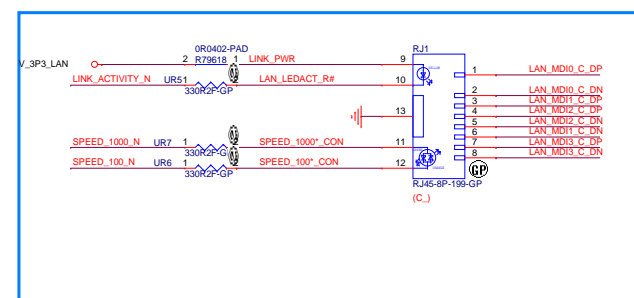 0R0402-PAD
RJ1
V_3P3_LAN 2 R79618 1 LINK_PWR 9
1 LAN_MDI0_C_DP
LINK_ACTIVITY_N UR51 LAN_LEDACT_R# 10
330R2F-GP
2 LAN_MDI0_C_DN
3 LAN_MDI1_C_DP
13
4 LAN_MDI2_C_DP
5 LAN_MDI2_C_DN
6 LAN_MDI1_C_DN
SPEED_1000_N UR7 1 SPEED_1000*_CON 11
7 LAN_MDI3_C_DP
330R2F-G
8 LAN_MDI3_C_DN
SPEED_100_N UR6 1 SPEED_100*_CON 12
330R2F-GP
GP
RJ45-8P-199-GP
(C_)